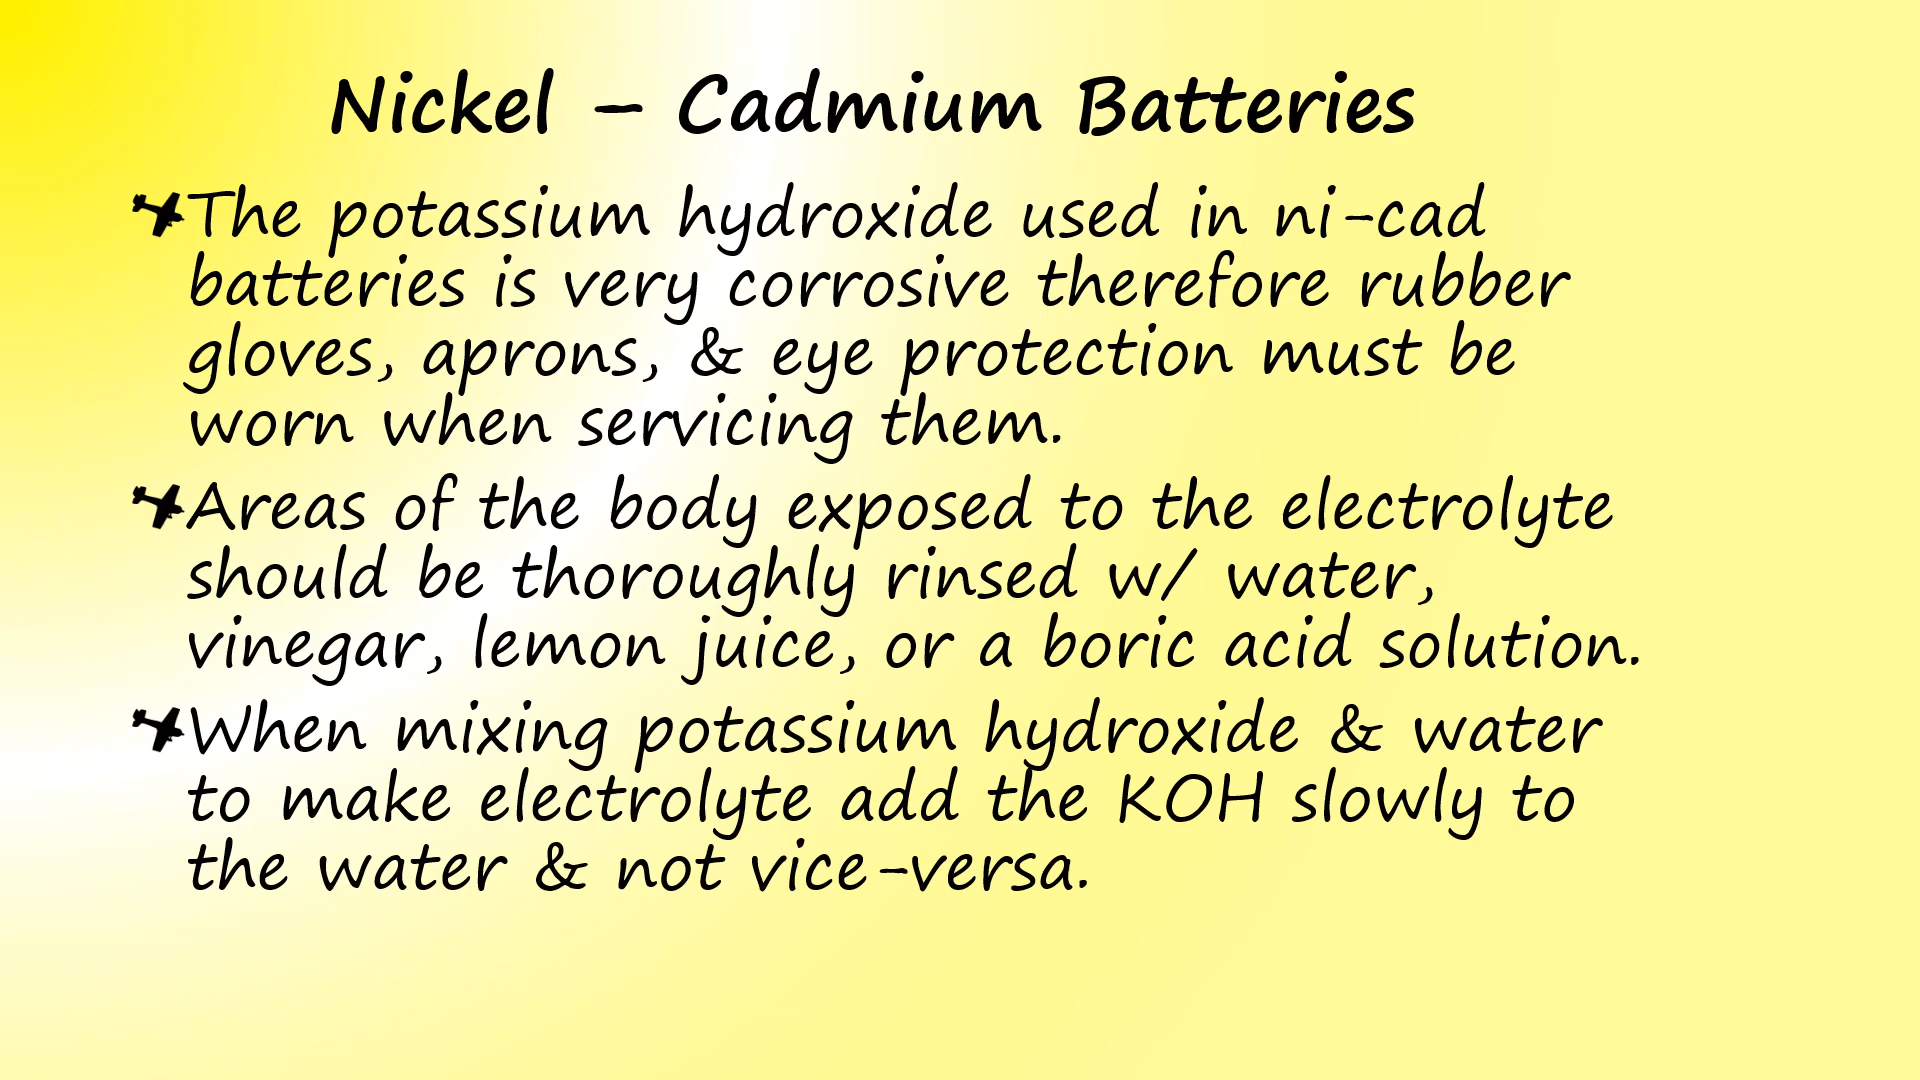 Nickel – Cadmium Batteries
The potassium hydroxide used in ni-cad
batteries is very corrosive therefore rubber
gloves, aprons, & eye protection must be
worn when servicing them.
Areas of the body exposed to the electrolyte
should be thoroughly rinsed w/ water,
vinegar, lemon juice, or a boric acid solution.
When mixing potassium hydroxide & water
to make electrolyte add the KOH slowly to
the water & not vice-versa.